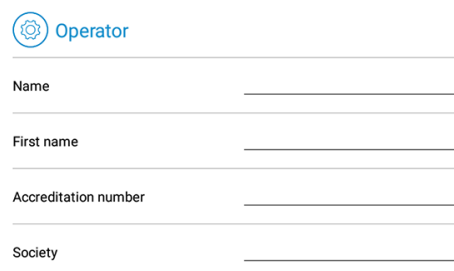 Operator
Name
First name
Accreditation number
Society